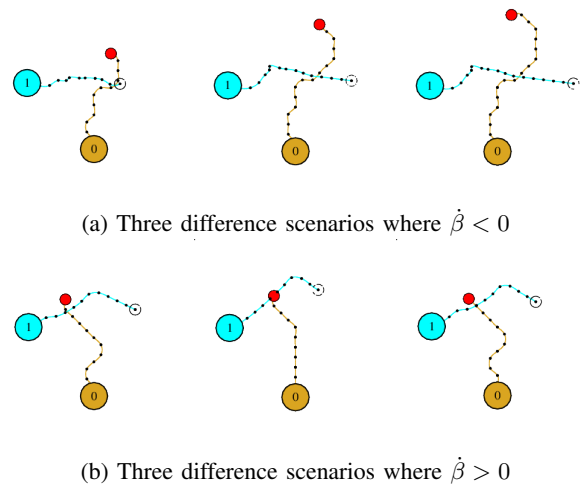 1 1 1
0 0 0
(a) Three difference scenarios where β̇ < 0
1 1 1
0 0 0
(b) Three difference scenarios where β̇ > 0